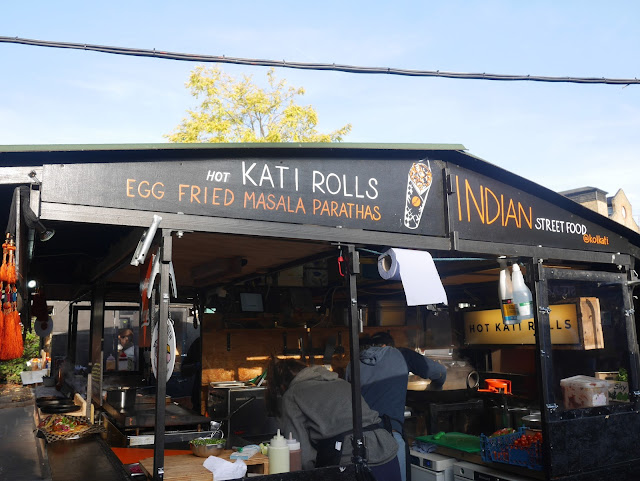 HOT KATI ROLLS
EGG FRIED MASALA PARATHAS
INDIAN STREET FOOD
@kolkati
HOT KATI ROLLS